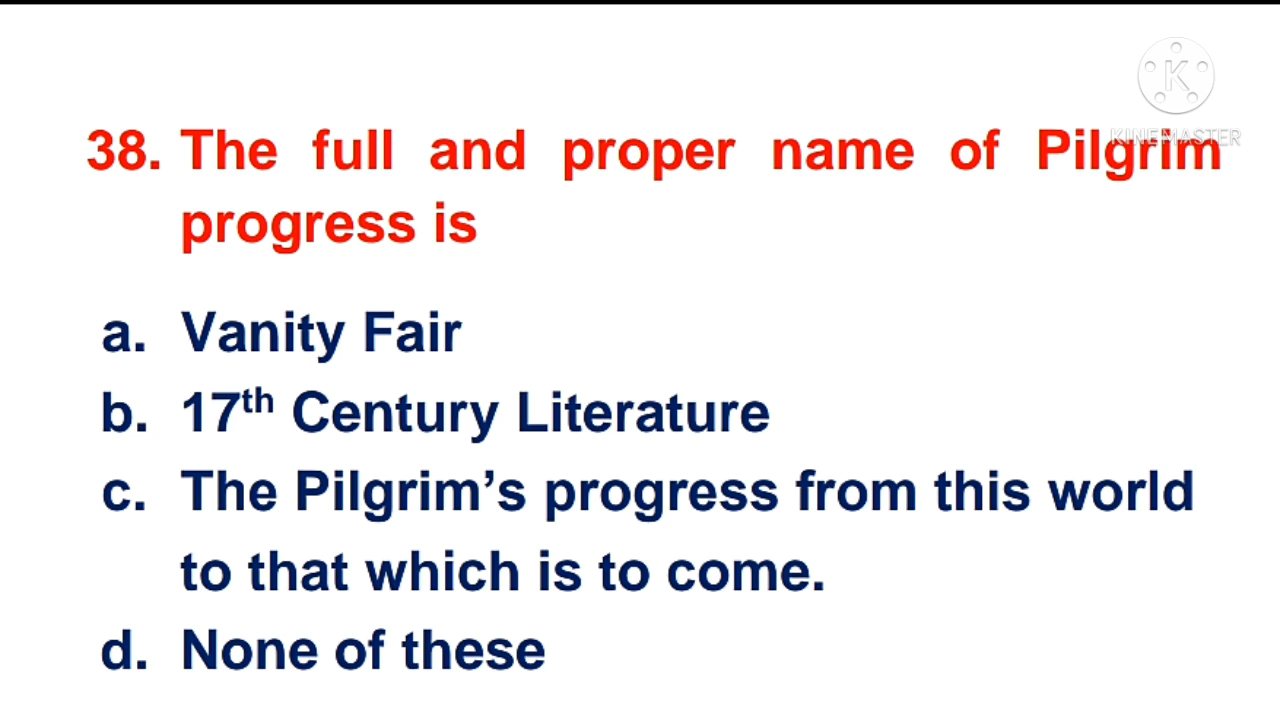 KINEMASTER
38. The full and proper name of Pilgrim
progress is
a. Vanity Fair
b. 17th Century Literature
c. The Pilgrim’s progress from this world
to that which is to come.
d. None of these